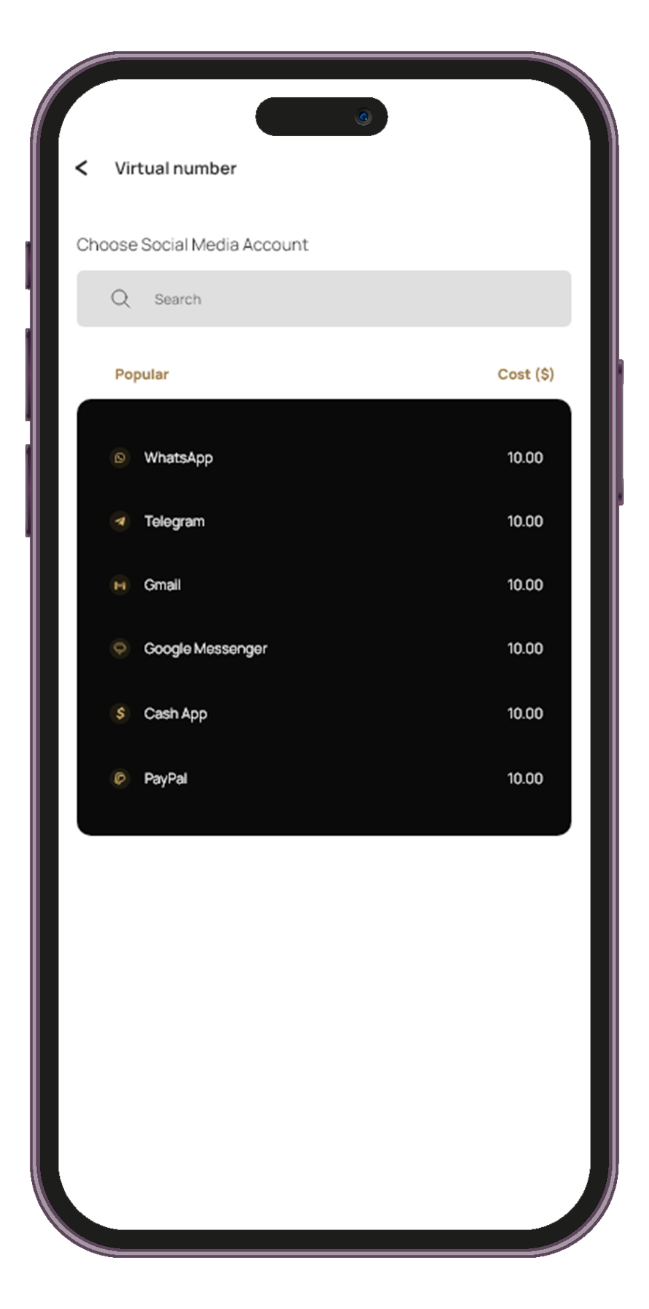 Virtual number
Choose Social Media Account
Search
Popular Cost ($)
WhatsApp 10.00
Telegram 10.00
Gmail 10.00
Google Messenger 10.00
Cash App 10.00
PayPal 10.00